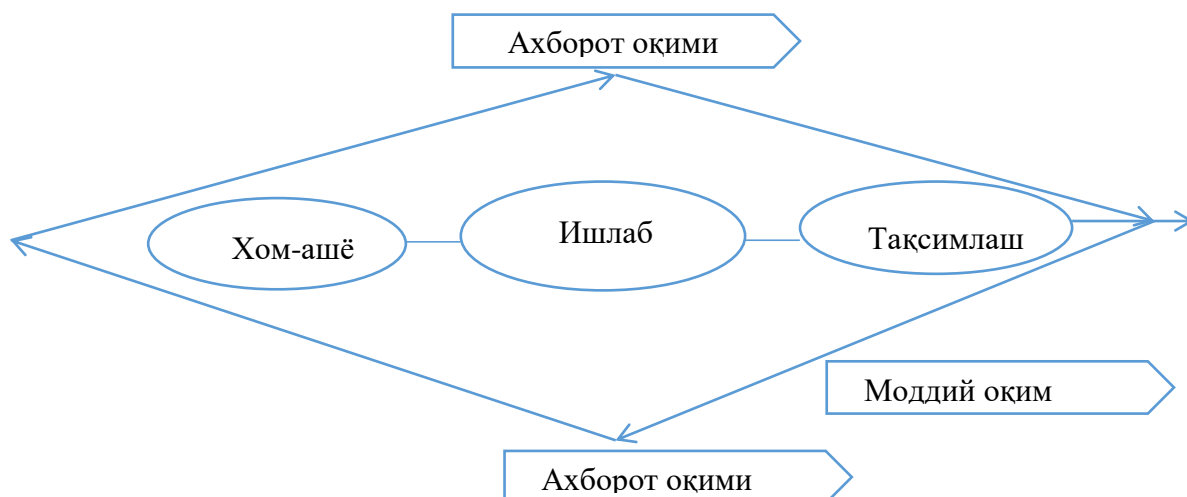 Ахборот оқими
Хом-ашё
Ишлаб
Тақсимлаш
Моддий оқим
Ахборот оқими